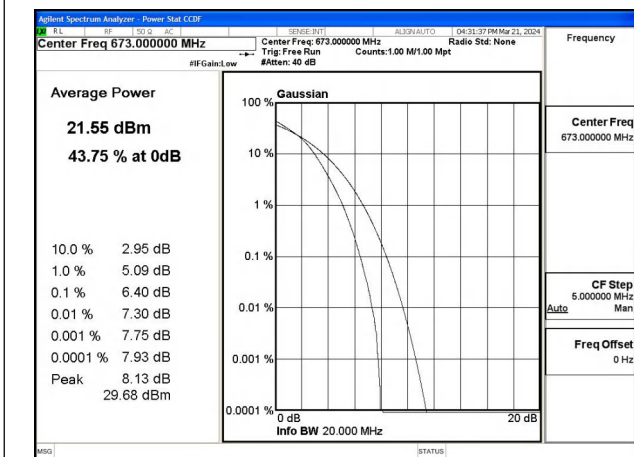 Agilent Spectrum Analyzer - Power Stat CCDF
RL RF 50 Ω AC SENSE:INT ALIGN AUTO 04:31:37 PM Mar 21, 2024
Center Freq 673.000000 MHz
Center Freq: 673.000000 MHz Radio Std: None
Trig: Free Run Counts:1.00 M/1.00 Mpt
#IFGain:Low #Atten: 40 dB
Frequency
Average Power
21.55 dBm
43.75 % at 0dB
10.0 % 2.95 dB
1.0 % 5.09 dB
0.1 % 6.40 dB
0.01 % 7.30 dB
0.001 % 7.75 dB
0.0001 % 7.93 dB
Peak 8.13 dB
29.68 dBm
Gaussian
100 %
10 %
1 %
0.1 %
0.01 %
0.001 %
0.0001 %
0 dB 20 dB
Info BW 20.000 MHz
Center Freq
673.000000 MHz
CF Step
5.000000 MHz
Auto Man
Freq Offset
0 Hz
MSG STATUS